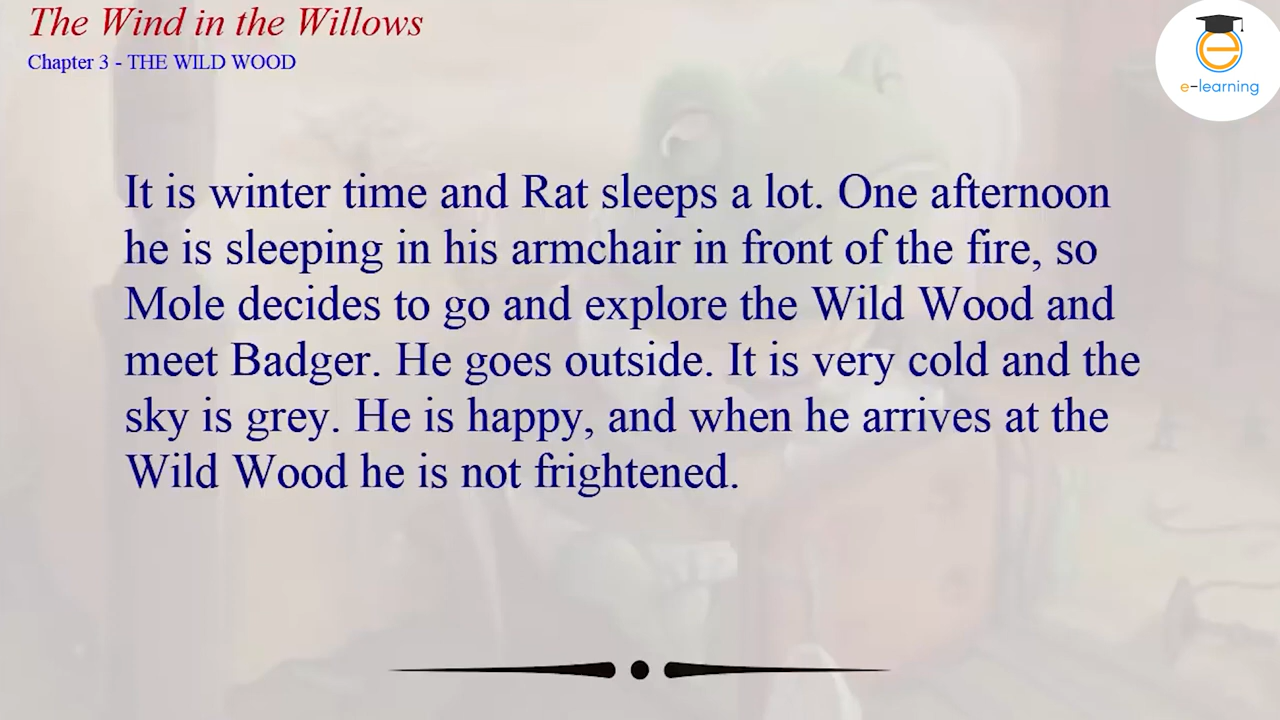 The Wind in the Willows
Chapter 3 - THE WILD WOOD
e
e-learning
It is winter time and Rat sleeps a lot. One afternoon
he is sleeping in his armchair in front of the fire, so
Mole decides to go and explore the Wild Wood and
meet Badger. He goes outside. It is very cold and the
sky is grey. He is happy, and when he arrives at the
Wild Wood he is not frightened.